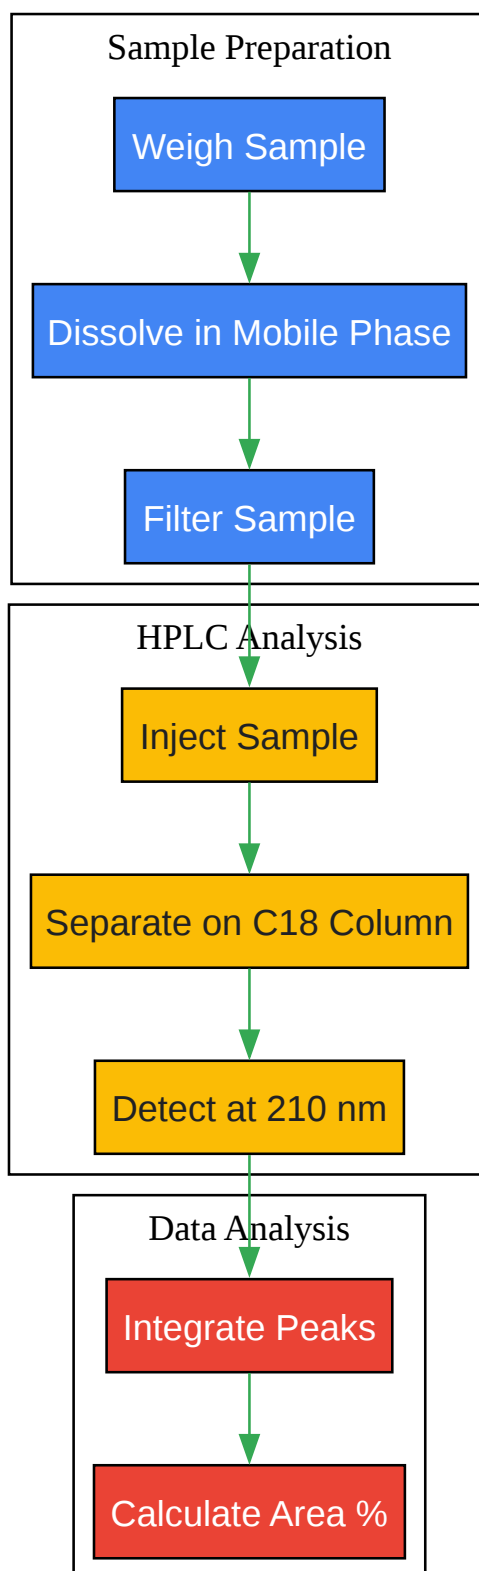 Sample Preparation
Weigh Sample
Dissolve in Mobile Phase
Filter Sample
HPLC Analysis
Inject Sample
Separate on C18 Column
Detect at 210 nm
Data Analysis
Integrate Peaks
Calculate Area %